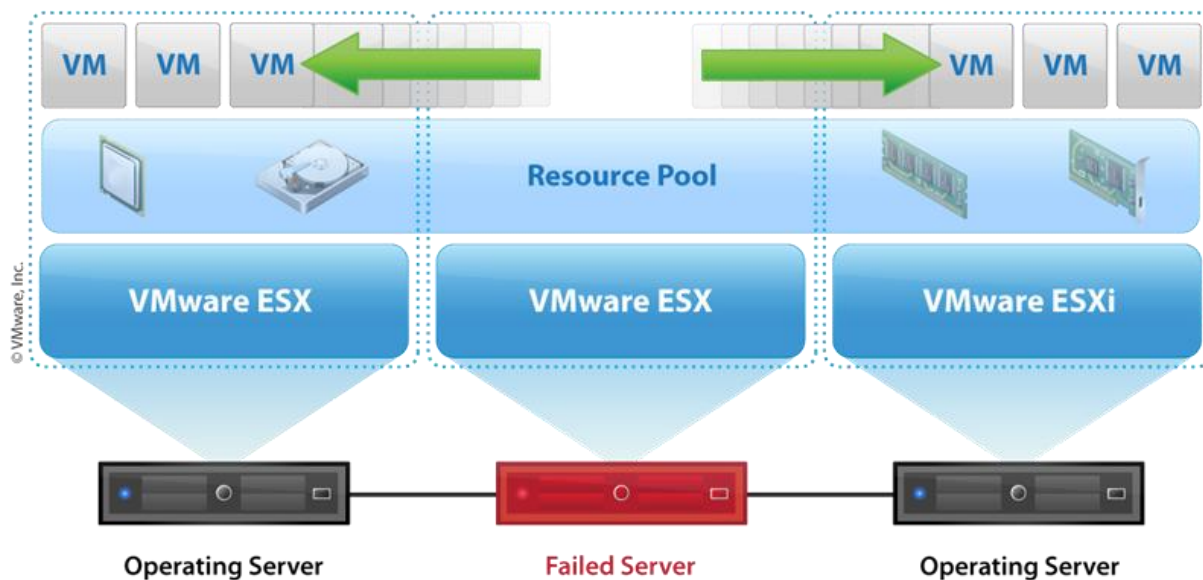 VM VM VM VM VM VM
Resource Pool
VMware ESX VMware ESX VMware ESXi
© VMware, Inc.
Operating Server Failed Server Operating Server